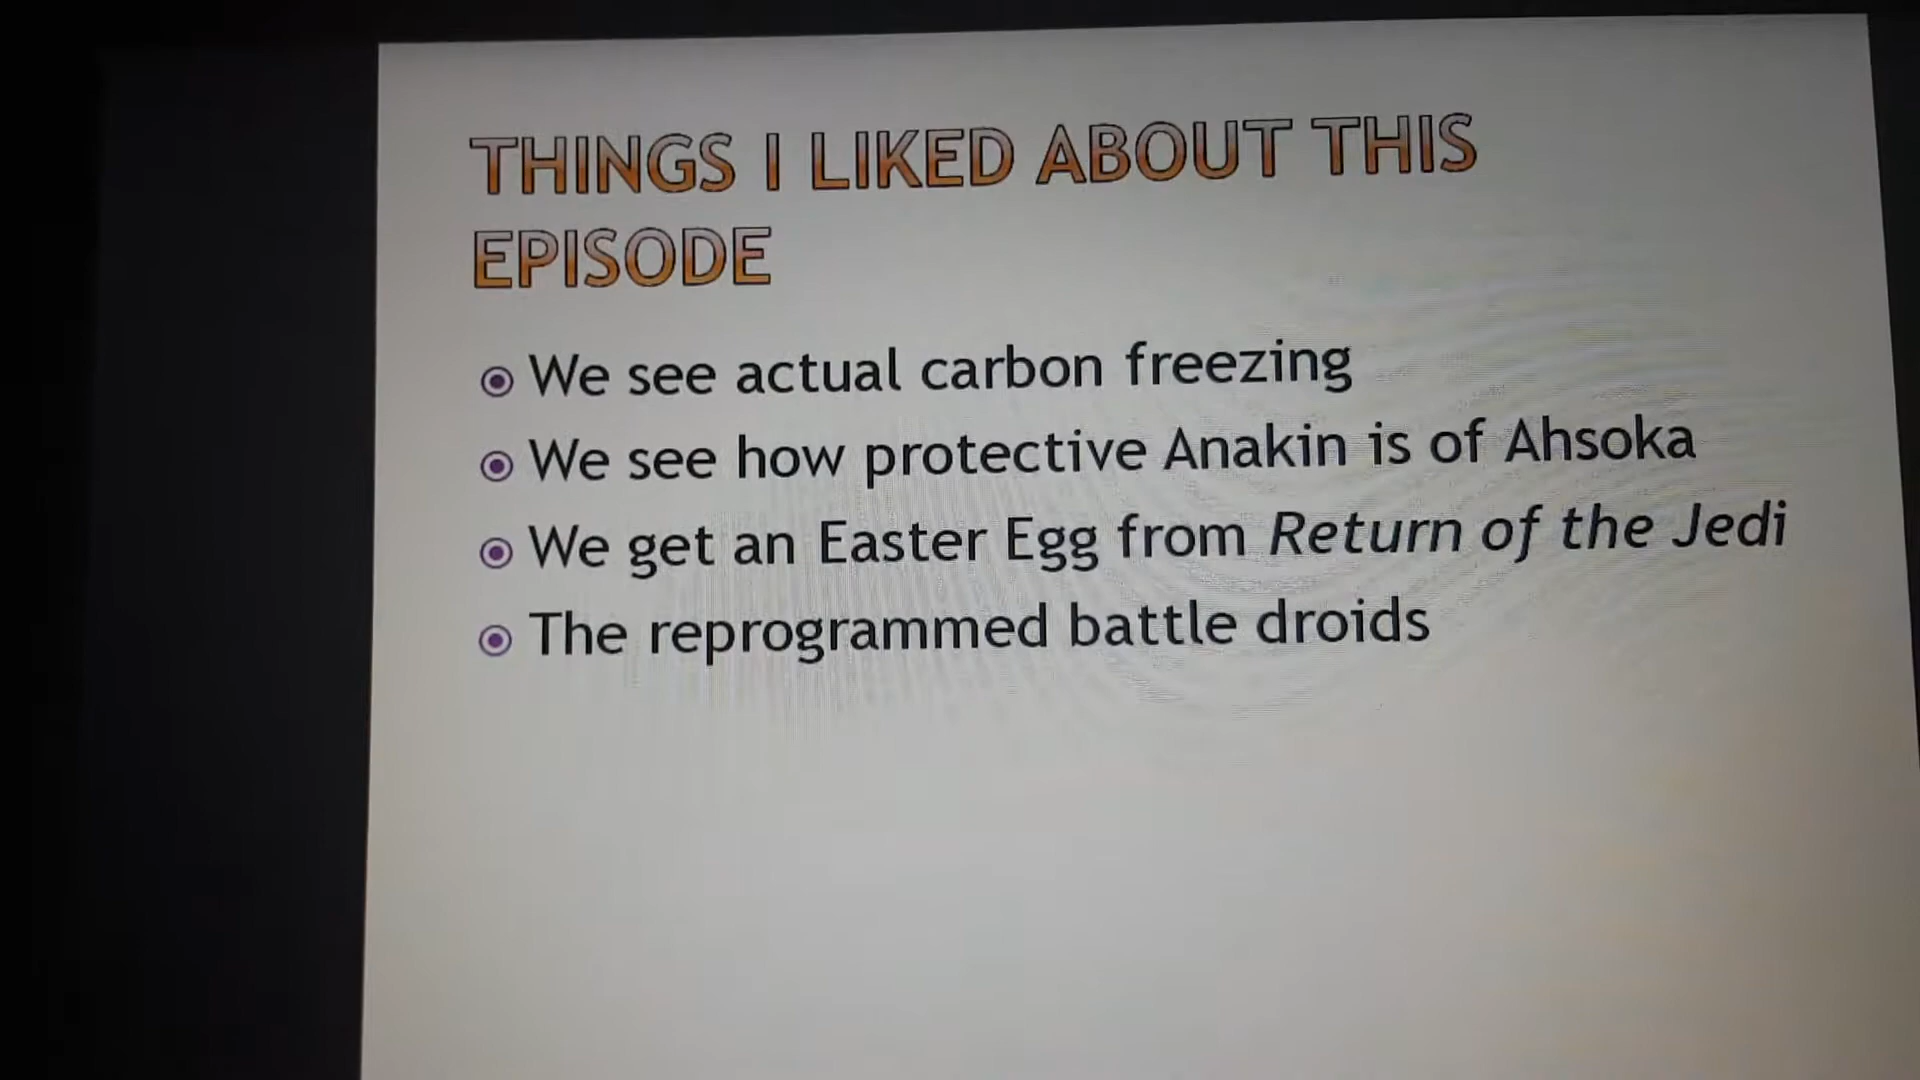 THINGS I LIKED ABOUT THIS
EPISODE
We see actual carbon freezing
We see how protective Anakin is of Ahsoka
We get an Easter Egg from Return of the Jedi
The reprogrammed battle droids